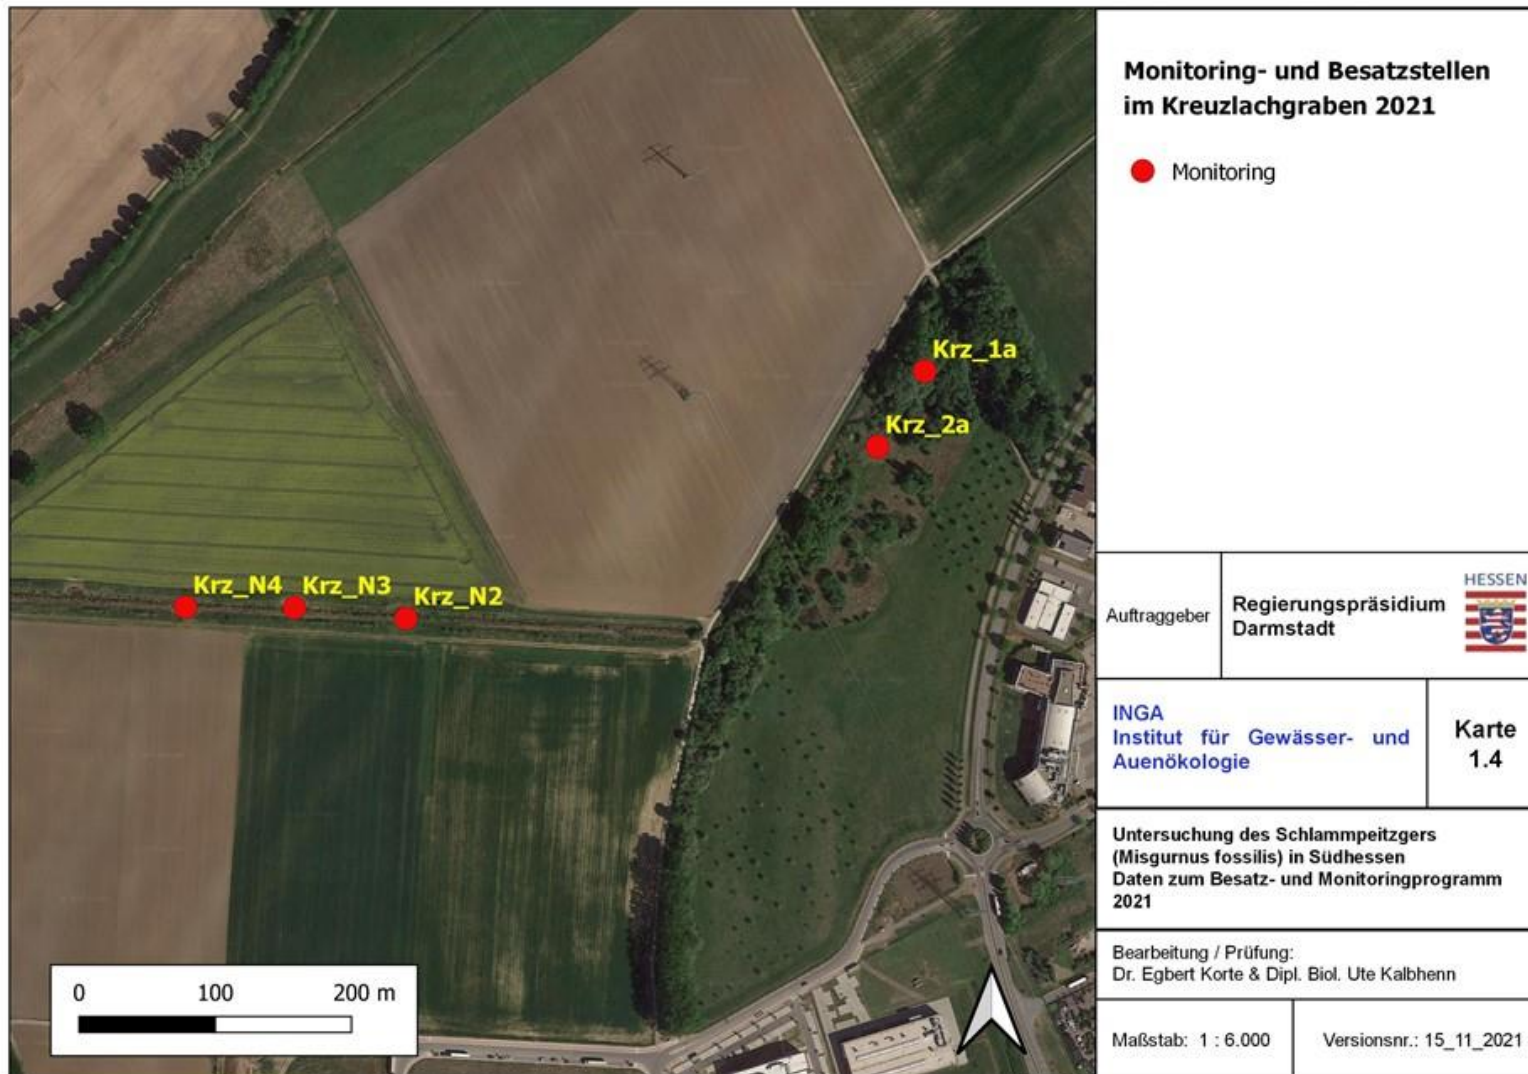 Monitoring- und Besatzstellen
im Kreuzlachgraben 2021
Monitoring
Krz_1a
Krz_2a
Krz_N4
Krz_N3
Krz_N2
0 100 200 m
Auftraggeber
Regierungspräsidium
Darmstadt
HESSEN
INGA
Institut für Gewässer- und
Auenökologie
Karte
1.4
Untersuchung des Schlammpeitzgers
(Misgurnus fossilis) in Südhessen
Daten zum Besatz- und Monitoringprogramm
2021
Bearbeitung / Prüfung:
Dr. Egbert Korte & Dipl. Biol. Ute Kalbhenn
Maßstab: 1 : 6.000
Versionsnr.: 15_11_2021